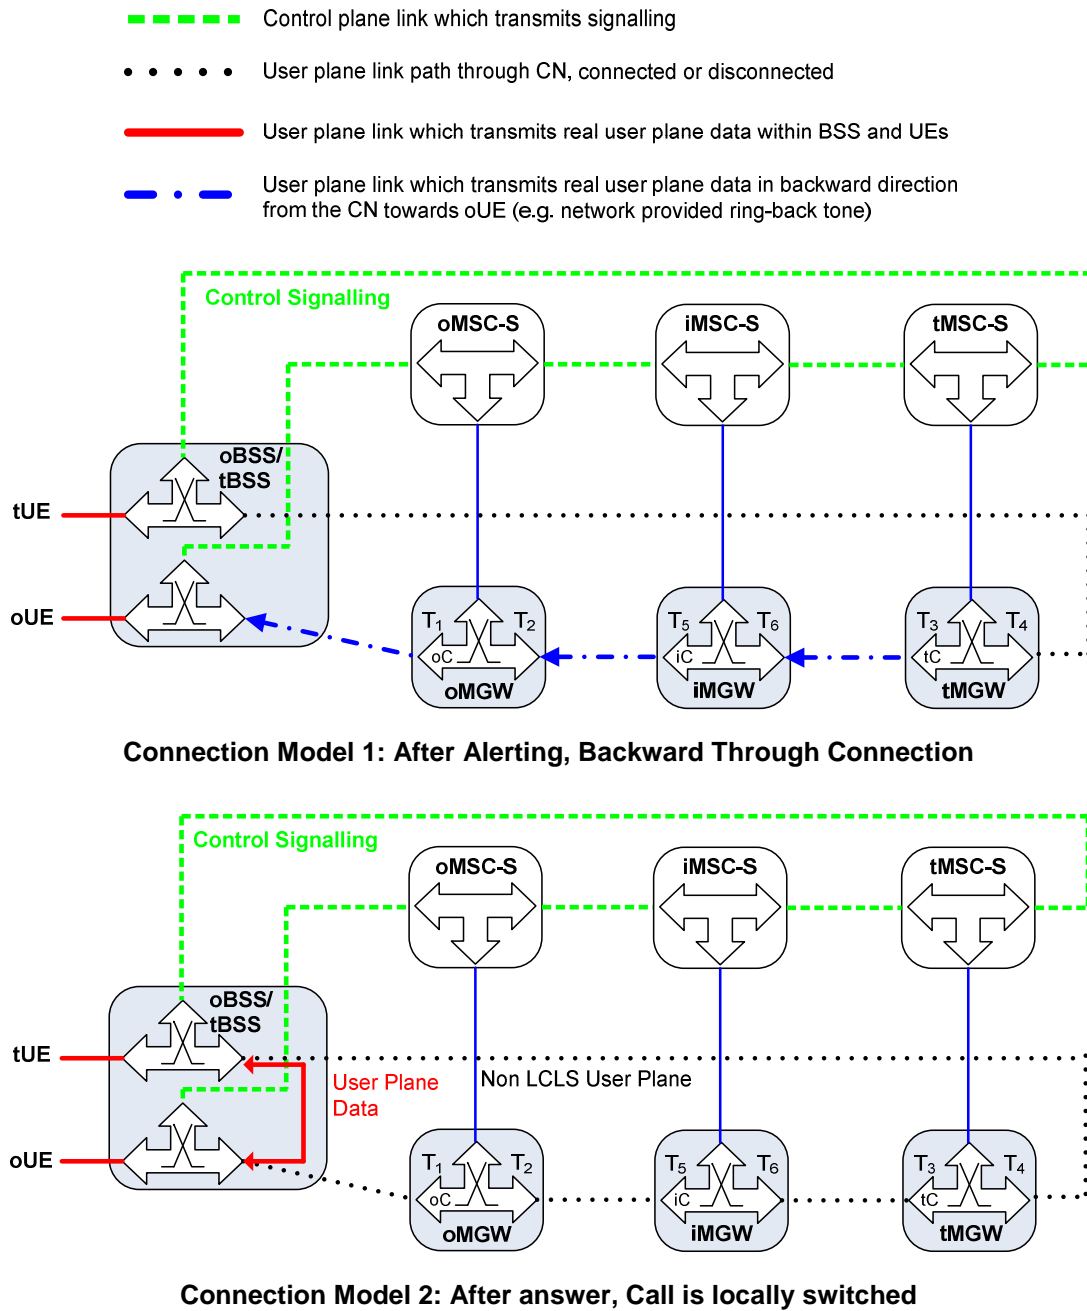 Control plane link which transmits signalling
User plane link path through CN, connected or disconnected
User plane link which transmits real user plane data within BSS and UEs
User plane link which transmits real user plane data in backward direction
from the CN towards oUE (e.g. network provided ring-back tone)
Control Signalling
oMSC-S
iMSC-S
tMSC-S
oBSS/
tBSS
tUE
oUE
T1
T2
oC
oMGW
T5
T6
iC
iMGW
T3
T4
tC
tMGW
Connection Model 1: After Alerting, Backward Through Connection
Control Signalling
oMSC-S
iMSC-S
tMSC-S
oBSS/
tBSS
tUE
User Plane
Data
Non LCLS User Plane
oUE
T1
T2
oC
oMGW
T5
T6
iC
iMGW
T3
T4
tC
tMGW
Connection Model 2: After answer, Call is locally switched